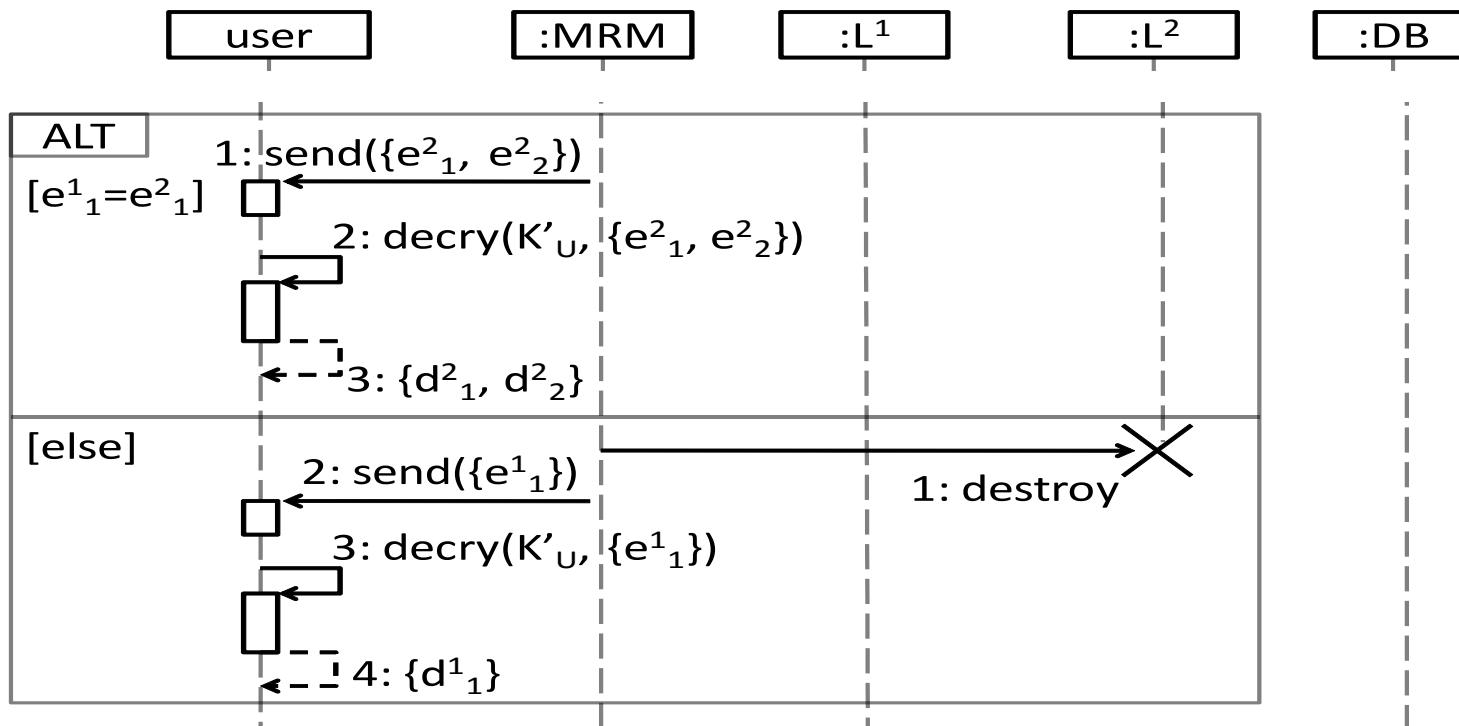 user :MRM :L¹ :L² :DB
ALT
1: send({e²₁, e²₂})
[e¹₁=e²₁]
2: decry(K’U, {e²₁, e²₂})
3: {d²₁, d²₂}
[else]
2: send({e¹₁})
1: destroy
3: decry(K’U, {e¹₁})
4: {d¹₁}